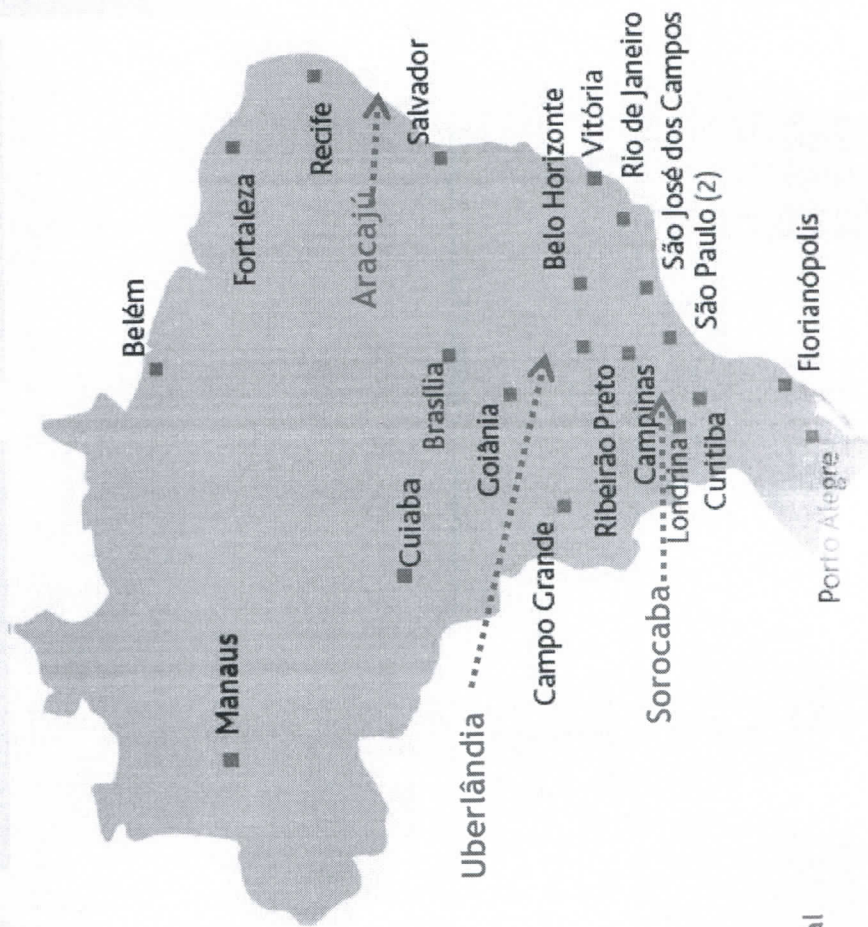 Belém
Fortaleza
Recife
Manaus
Aracajú
Cuiaba
Salvador
Brasília
Goiânia
Uberlândia
Campo Grande
Belo Horizonte
Vitória
Ribeirão Preto
Rio de Janeiro
Campinas
São José dos Campos
Sorocaba
Londrina
São Paulo (2)
Curitiba
Florianópolis
Porto Alegre
al